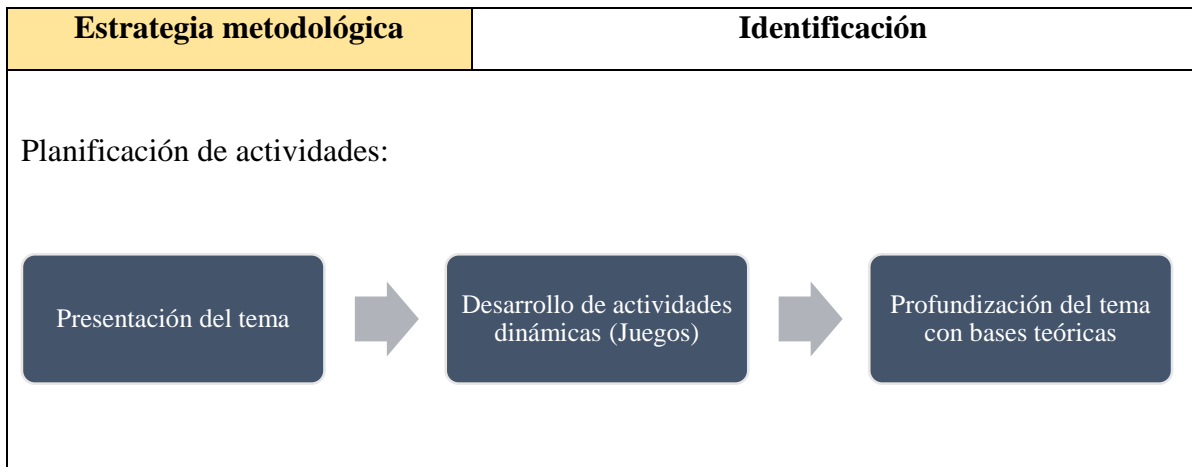 Estrategia metodológica
Identificación
Planificación de actividades:
Presentación del tema
Desarrollo de actividades
dinámicas (Juegos)
Profundización del tema
con bases teóricas